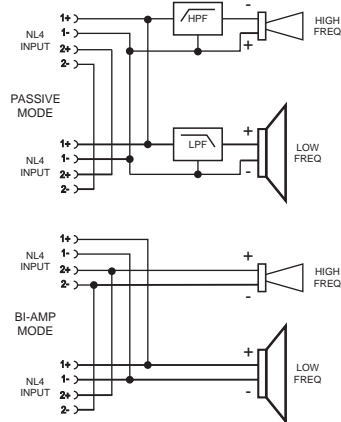 1+
NL4
INPUT
1-
2+
2-
HPF
-
+
HIGH
FREQ
PASSIVE
MODE
1+
NL4
INPUT
1-
2+
2-
LPF
+
-
LOW
FREQ
1+
NL4
INPUT
1-
2+
2-
+
-
HIGH
FREQ
BI-AMP
MODE
1+
NL4
INPUT
1-
2+
2-
+
-
LOW
FREQ